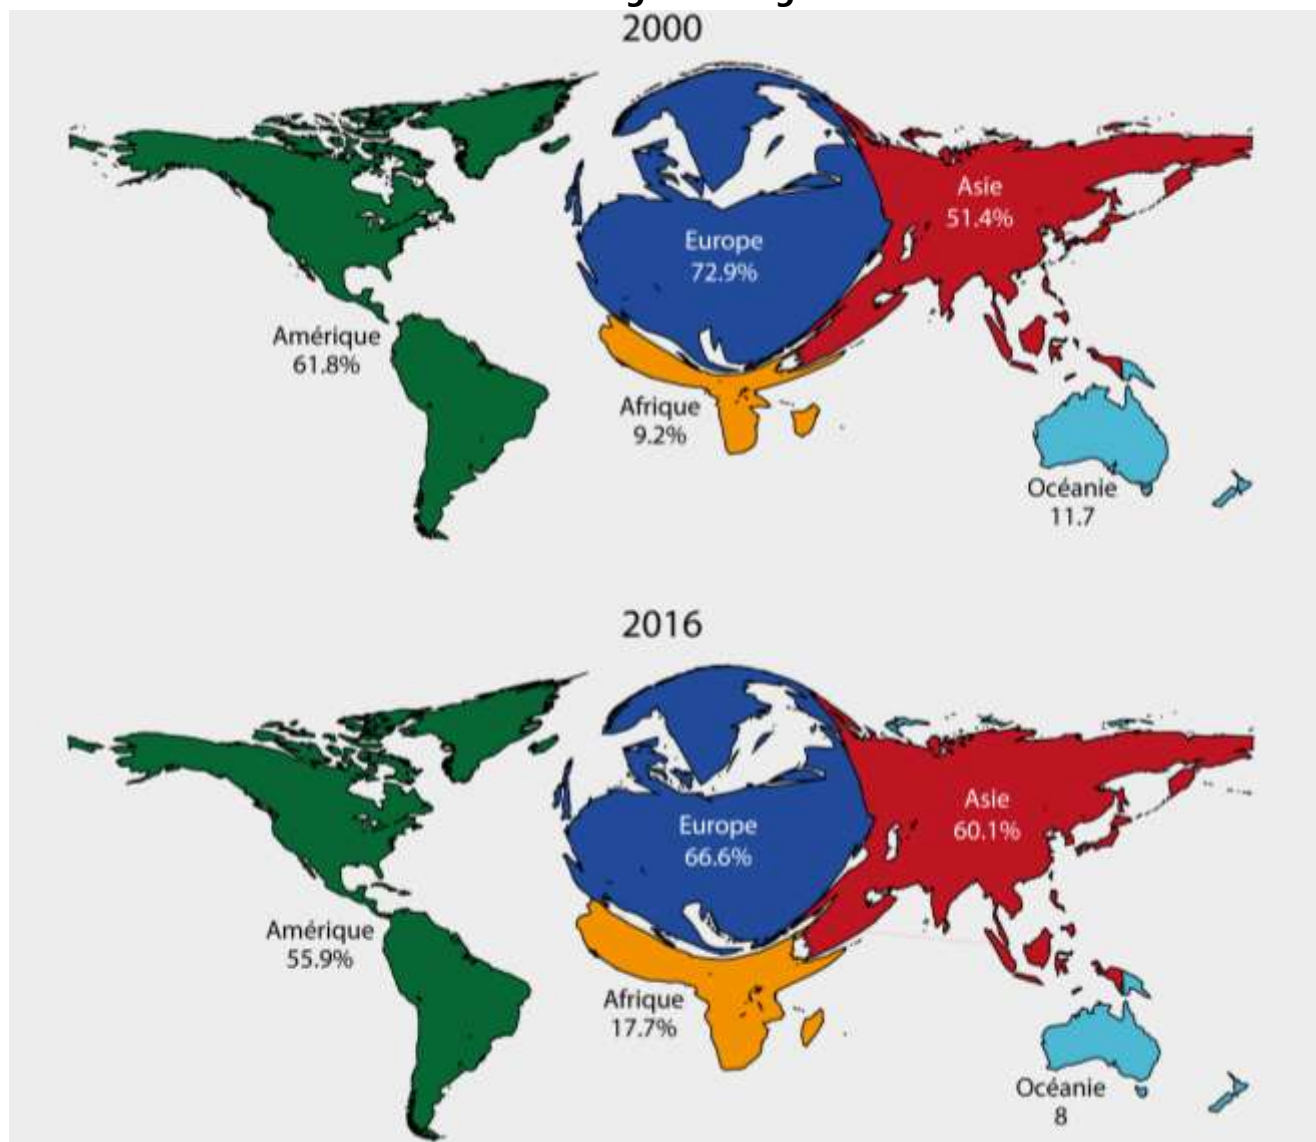 2000
Asie
51.4%
Europe
72.9%
Amérique
61.8%
Afrique
9.2%
Océanie
11.7
2016
Asie
60.1%
Europe
66.6%
Amérique
55.9%
Afrique
17.7%
Océanie
8